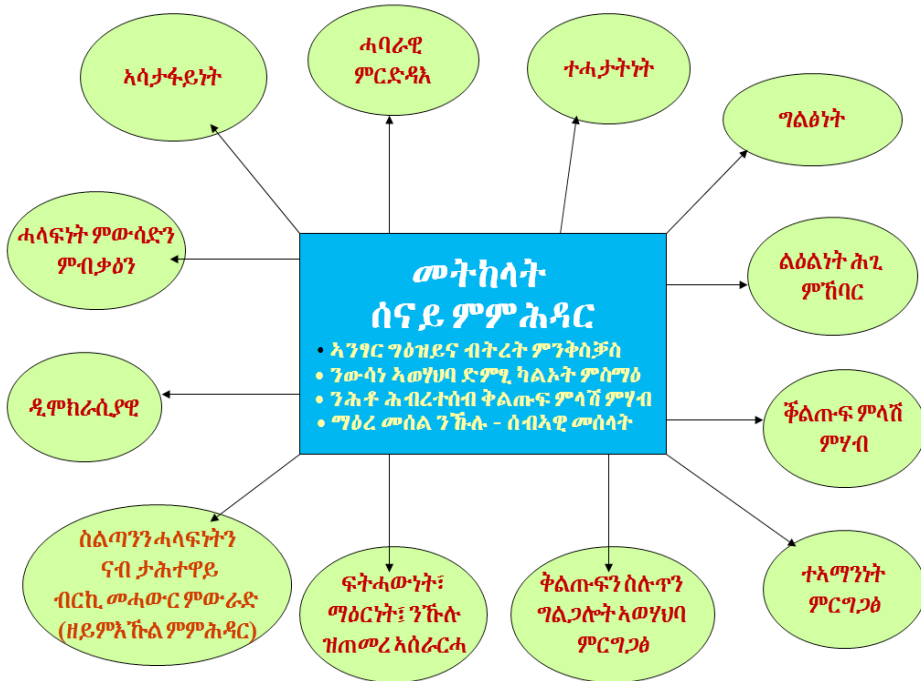 ኣሳታፋይነት
ሓባራዊ
ምርድዳእ
ተሓታትነት
ግልፅነት
ሓላፍነት ምውሳድን
ምብቃዕን
መትከላት
ሰናይ ምምሕዳር
• ኣንፃር ግዕዝይና ብትረት ምንቅስቓስ
• ንውሳነ ኣወሃህባ ድምፂ ካልኦት ምስማዕ
• ንሕቶ ሕብረተሰብ ቅልጡፍ ምላሽ ምሃብ
• ማዕረ መሰል ንኹሉ - ሰብኣዊ መሰላት
ልዕልነት ሕጊ
ምኽባር
ዲሞክራሲያዊ
ቕልጡፍ ምላሽ
ምሃብ
ስልጣንን ሓላፍነትን
ናብ ታሕተዋይ
ብርኪ መሓውር ምውራድ
(ዘይምእኹል ምምሕዳር)
ፍትሓውነት፣
ማዕርነት፤ ንኹሉ
ዝጠመረ ኣሰራርሓ
ቅልጡፍን ስሉጥን
ግልጋሎት ኣወሃህባ
ምርግጋፅ
ተኣማንነት
ምርግጋፅ